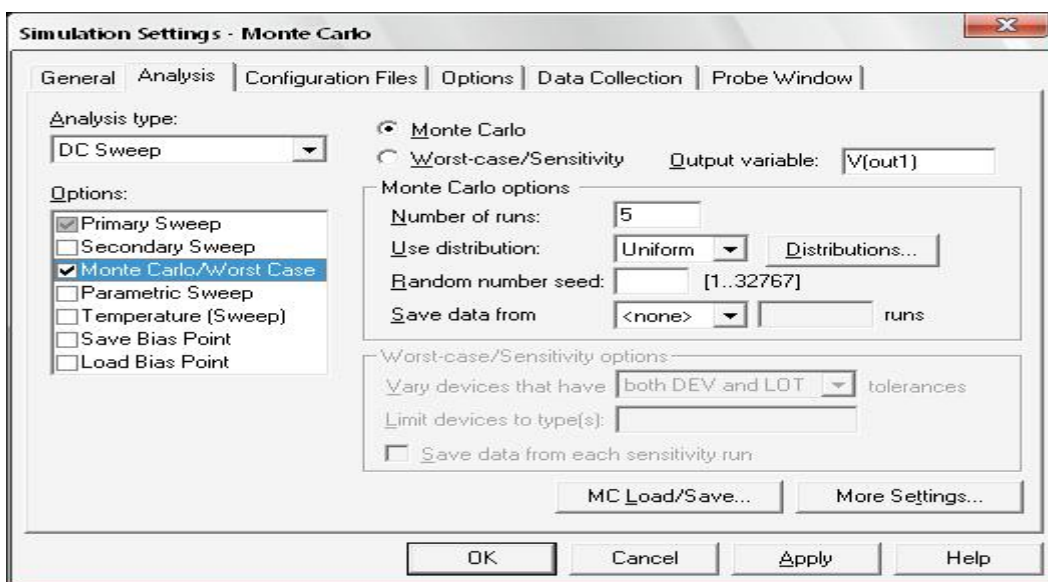 Simulation Settings - Monte Carlo
General Analysis Configuration Files Options Data Collection Probe Window
Analysis type:
DC Sweep
Options:
Primary Sweep
Secondary Sweep
Monte Carlo/Worst Case
Parametric Sweep
Temperature (Sweep)
Save Bias Point
Load Bias Point
Monte Carlo
Worst-case/Sensitivity Output variable: V(out1)
Monte Carlo options
Number of runs: 5
Use distribution: Uniform Distributions...
Random number seed: [1..32767]
Save data from <none> runs
Worst-case/Sensitivity options
Vary devices that have both DEV and LOT tolerances
Limit devices to type(s):
Save data from each sensitivity run
MC Load/Save... More Settings...
OK Cancel Apply Help